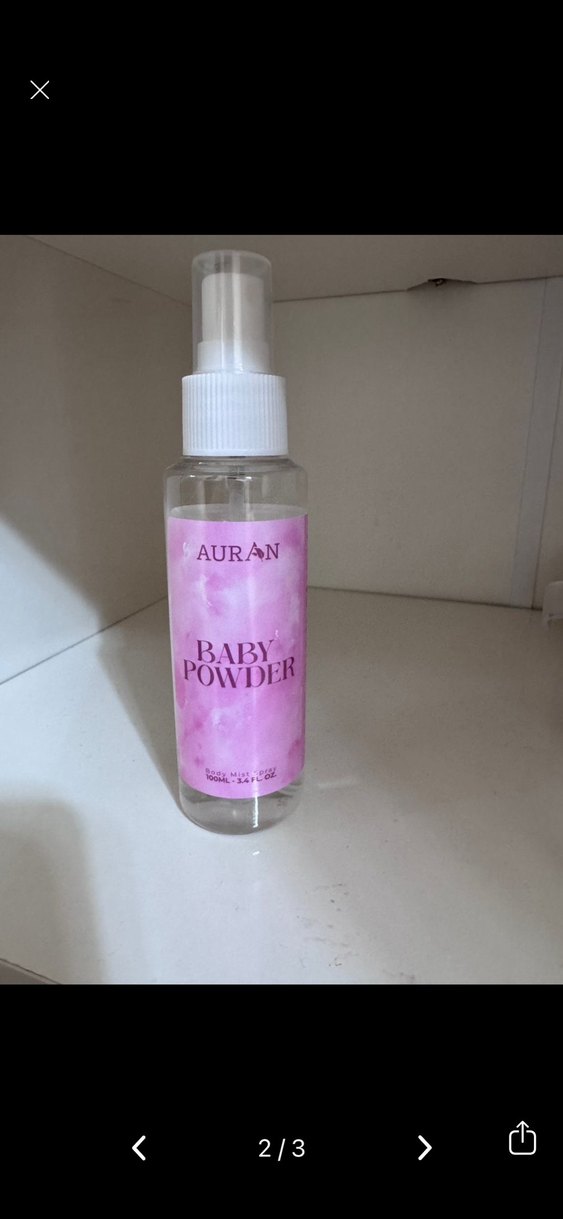 AURAN
BABY
POWDER
Body Mist Spray
100ML - 3.4 FL. OZ.
2 / 3